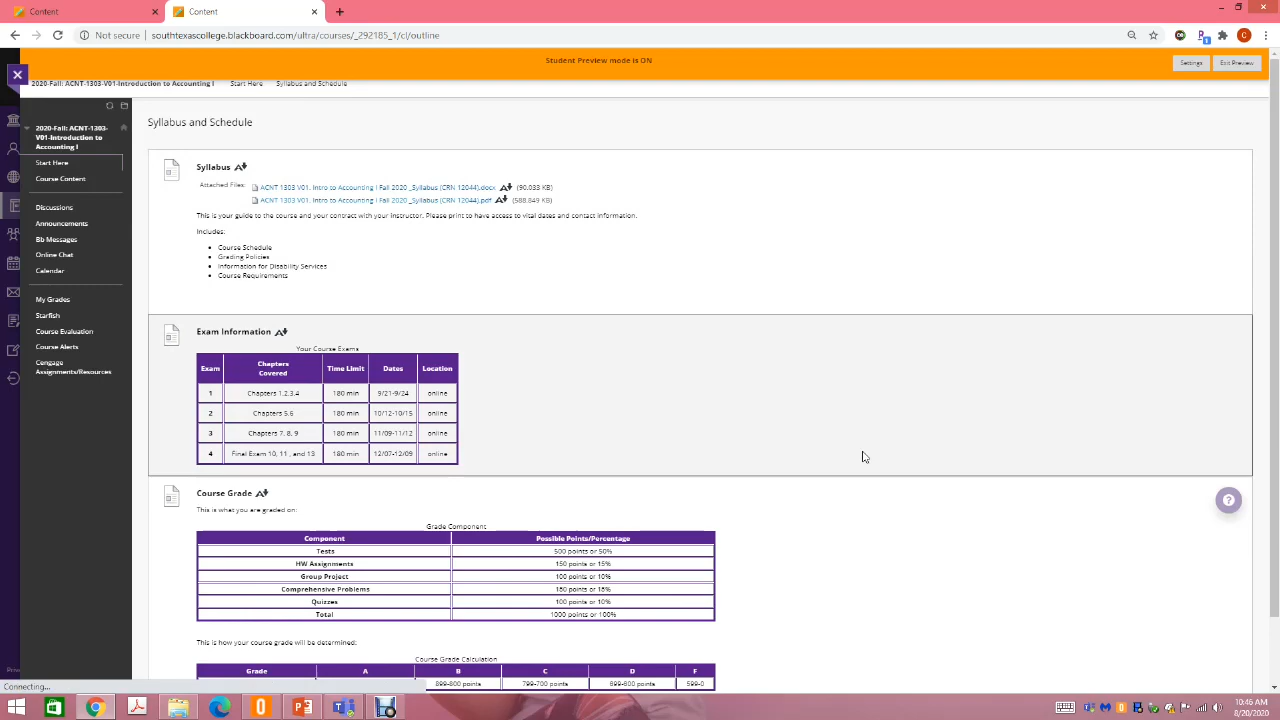 Content
Content
Not secure | southtexascollege.blackboard.com/ultra/courses/_292185_1/cl/outline
Student Preview mode is ON
Settings
Exit Preview
2020-Fall: ACNT-1303-V01-Introduction to Accounting I
Start Here
Syllabus and Schedule
2020-Fall: ACNT-1303-
V01-Introduction to
Accounting I
Start Here
Course Content
Discussions
Announcements
Bb Messages
Online Chat
Calendar
My Grades
Starfish
Course Evaluation
Course Alerts
Cengage
Assignments/Resources
Syllabus and Schedule
Syllabus
Attached Files:
ACNT 1303 V01. Intro to Accounting I Fall 2020 _Syllabus (CRN 12044).docx (90.033 KB)
ACNT 1303 V01. Intro to Accounting I Fall 2020 _Syllabus (CRN 12044).pdf (588.849 KB)
This is your guide to the course and your contract with your instructor. Please print to have access to vital dates and contact information.
Includes:
Course Schedule
Grading Policies
Information for Disability Services
Course Requirements
Exam Information
Your Course Exams
Exam Chapters Covered Time Limit Dates Location
1 Chapters 1,2,3,4 180 min 9/21-9/24 online
2 Chapters 5,6 180 min 10/12-10/15 online
3 Chapters 7, 8, 9 180 min 11/09-11/12 online
4 Final Exam 10, 11 , and 13 180 min 12/07-12/09 online
Course Grade
This is what you are graded on:
Grade Component
Component Possible Points/Percentage
Tests 500 points or 50%
HW Assignments 150 points or 15%
Group Project 100 points or 10%
Comprehensive Problems 150 points or 15%
Quizzes 100 points or 10%
Total 1000 points or 100%
This is how your course grade will be determined:
Course Grade Calculation
Grade A B C D F
899-800 points 799-700 points 699-600 points 599-0
Connecting...
10:46 AM
8/20/2020